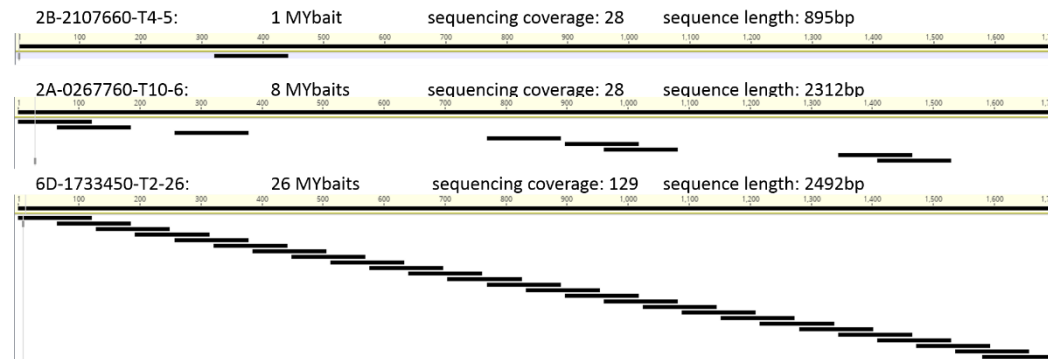 2B-2107660-T4-5: 1 MYbait sequencing coverage: 28 sequence length: 895bp
1 100 200 300 400 500 600 700 800 900 1,000 1,100 1,200 1,300 1,400 1,500 1,600
2A-0267760-T10-6: 8 MYbaits sequencing coverage: 28 sequence length: 2312bp
1 100 200 300 400 500 600 700 800 900 1,000 1,100 1,200 1,300 1,400 1,500 1,600
6D-1733450-T2-26: 26 MYbaits sequencing coverage: 129 sequence length: 2492bp
1 100 200 300 400 500 600 700 800 900 1,000 1,100 1,200 1,300 1,400 1,500 1,600